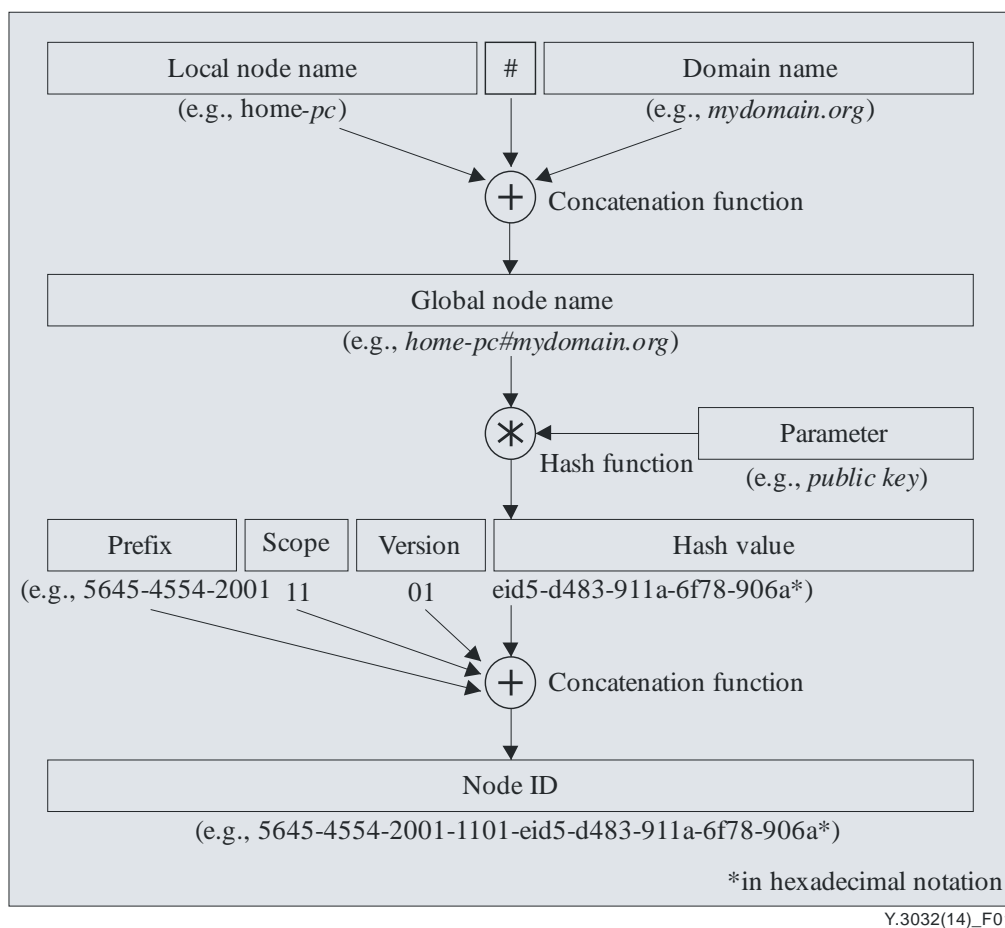 Local node name # Domain name
(e.g., home-pc) (e.g., mydomain.org)
+ Concatenation function
Global node name
(e.g., home-pc#mydomain.org)
* Parameter
Hash function
(e.g., public key)
Prefix Scope Version Hash value
(e.g., 5645-4554-2001 11 01 eid5-d483-911a-6f78-906a*)
+ Concatenation function
Node ID
(e.g., 5645-4554-2001-1101-eid5-d483-911a-6f78-906a*)
*in hexadecimal notation
Y.3032(14)_F0